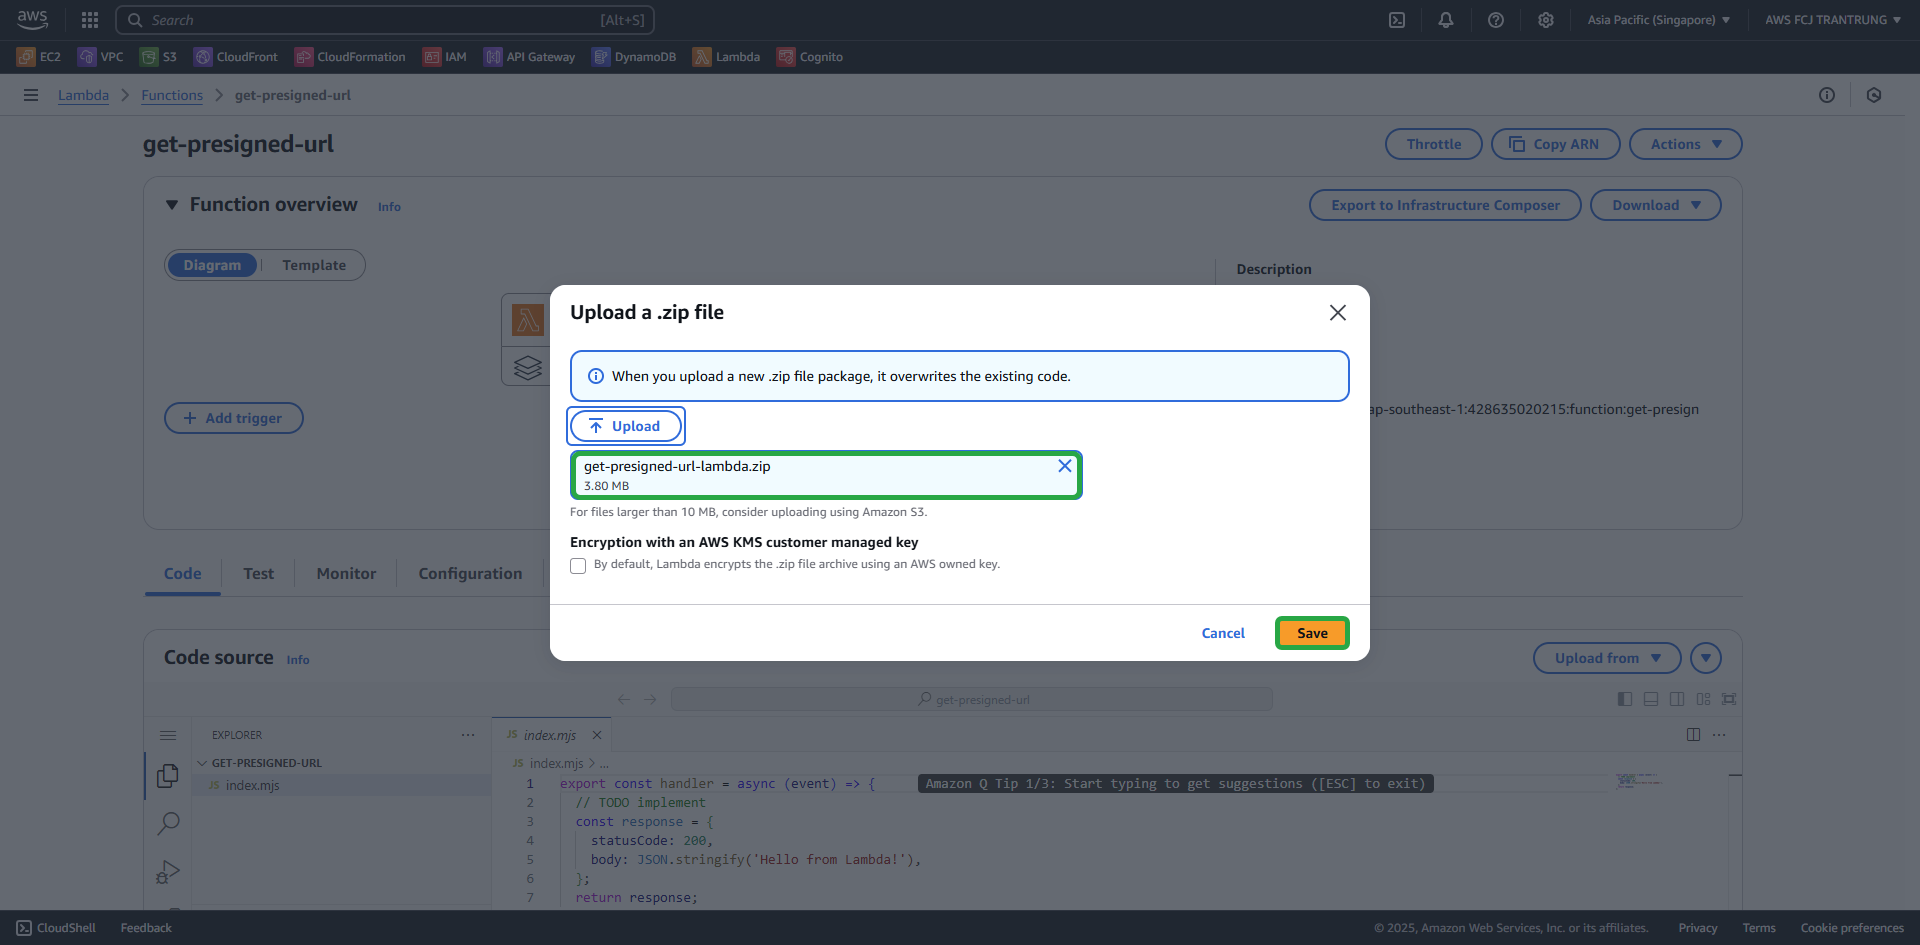 aws
Search [Alt+S]
Asia Pacific (Singapore)
AWS FCJ TRANTRUNG
EC2 VPC S3 CloudFront CloudFormation IAM API Gateway DynamoDB Lambda Cognito
Lambda Functions get-presigned-url
get-presigned-url
Throttle Copy ARN Actions
Function overview Info
Export to Infrastructure Composer Download
Diagram Template
Description
Upload a .zip file
When you upload a new .zip file package, it overwrites the existing code.
Add trigger
ap-southeast-1:428635020215:function:get-presign
Upload
get-presigned-url-lambda.zip
3.80 MB
For files larger than 10 MB, consider uploading using Amazon S3.
Encryption with an AWS KMS customer managed key
By default, Lambda encrypts the .zip file archive using an AWS owned key.
Code Test Monitor Configuration
Cancel Save
Code source Info
Upload from
get-presigned-url
EXPLORER
JS index.mjs
GET-PRESIGNED-URL
JS index.mjs > ...
JS index.mjs
1 export const handler = async (event) => {
Amazon Q Tip 1/3: Start typing to get suggestions ([ESC] to exit)
2 // TODO implement
3 const response = {
4 statusCode: 200,
5 body: JSON.stringify('Hello from Lambda!'),
6 };
7 return response;
CloudShell Feedback
© 2025, Amazon Web Services, Inc. or its affiliates. Privacy Terms Cookie preferences